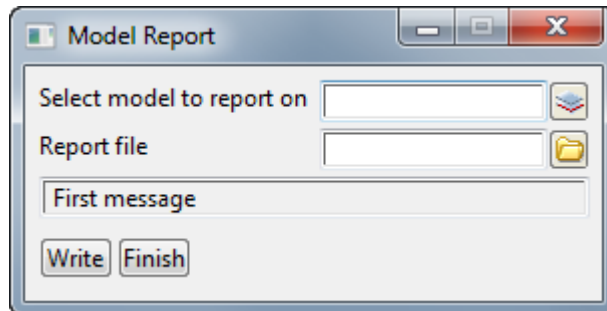 Model Report
Select model to report on
Report file
First message
Write Finish